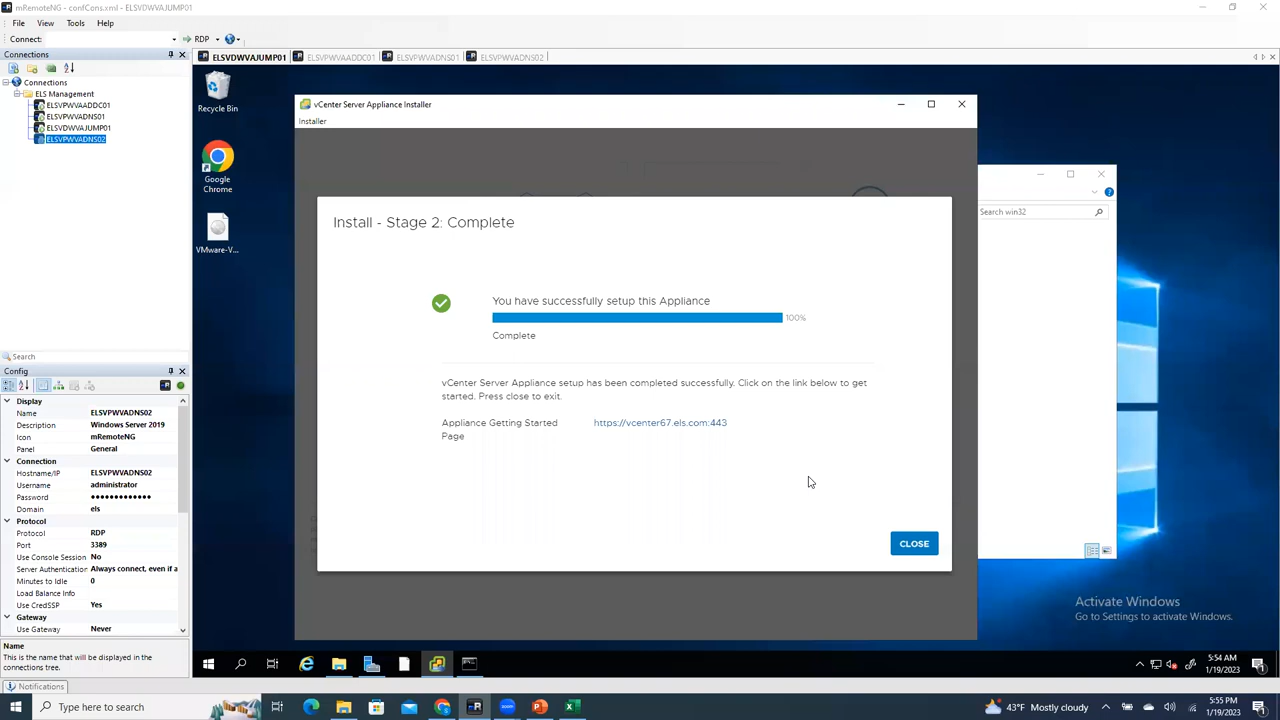 mRemoteNG - confCons.xml - ELSVDWVAJUMP01
File View Tools Help
Connect: RDP
Connections
Connections
ELS Management
ELSVPWVAADDC01
ELSVPWVADNS01
ELSVDWVAJUMP01
ELSVPWVADNS02
Search
Config
Display
Name ELSVPWVADNS02
Description Windows Server 2019
Icon mRemoteNG
Panel General
Connection
Hostname/IP ELSVPWVADNS02
Username administrator
Password ●●●●●●●●●●●●●
Domain els
Protocol
Protocol RDP
Port 3389
Use Console Session No
Server Authentication Always connect, even if a
Minutes to Idle 0
Load Balance Info
Use CredSSP Yes
Gateway
Use Gateway Never
Name
This is the name that will be displayed in the
connections tree.
Notifications
ELSVDWVAJUMP01 ELSVPWVAADDC01 ELSVPWVADNS01 ELSVPWVADNS02
Recycle Bin
Google
Chrome
VMware-V...
vCenter Server Appliance Installer
Installer
Install - Stage 2: Complete
You have successfully setup this Appliance
100%
Complete
vCenter Server Appliance setup has been completed successfully. Click on the link below to get
started. Press close to exit.
Appliance Getting Started
Page
https://vcenter67.els.com:443
CLOSE
Search win32
Activate Windows
Go to Settings to activate Windows.
5:54 AM
1/19/2023
Type here to search
43°F Mostly cloudy
5:55 PM
1/19/2023